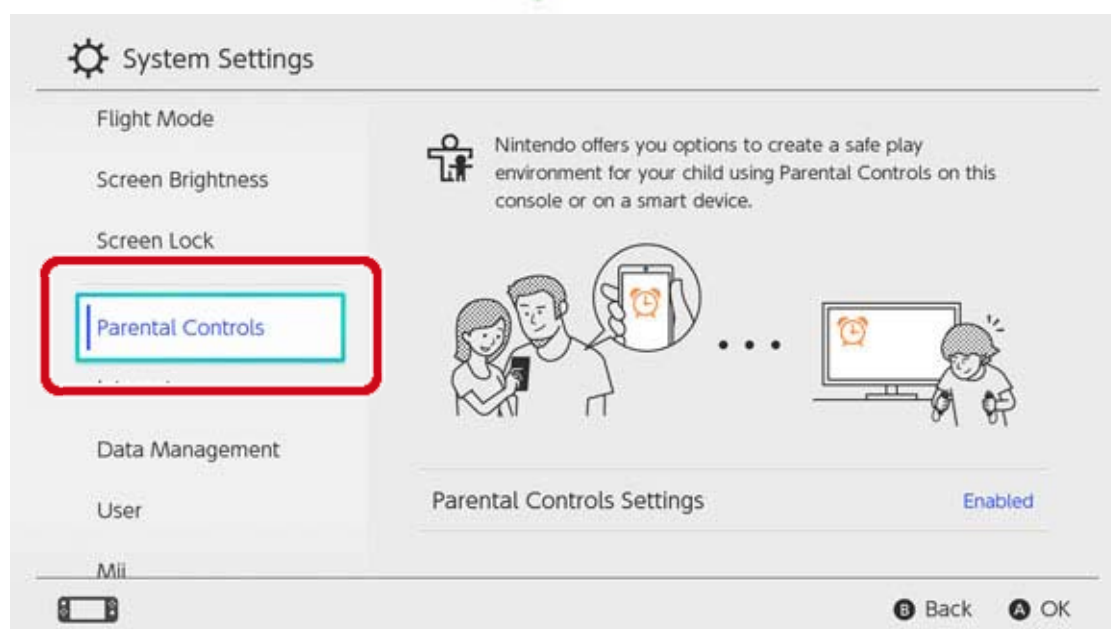 System Settings
Flight Mode
Screen Brightness
Screen Lock
Parental Controls
Data Management
User
Mii
Nintendo offers you options to create a safe play
environment for your child using Parental Controls on this
console or on a smart device.
Parental Controls Settings
Enabled
B Back
A OK